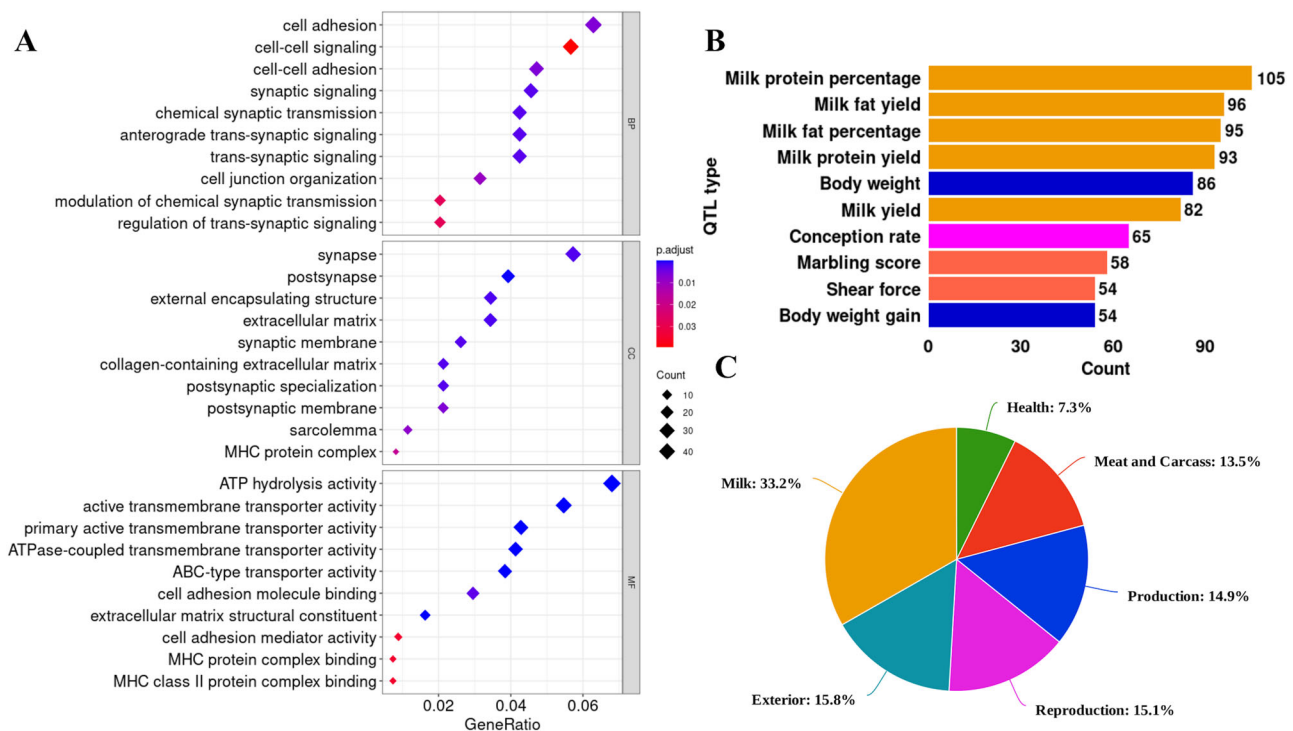 A
cell adhesion
cell-cell signaling
cell-cell adhesion
synaptic signaling
chemical synaptic transmission
anterograde trans-synaptic signaling
trans-synaptic signaling
cell junction organization
modulation of chemical synaptic transmission
regulation of trans-synaptic signaling
BP
synapse
postsynapse
external encapsulating structure
extracellular matrix
synaptic membrane
collagen-containing extracellular matrix
postsynaptic specialization
postsynaptic membrane
sarcolemma
MHC protein complex
CC
ATP hydrolysis activity
active transmembrane transporter activity
primary active transmembrane transporter activity
ATPase-coupled transmembrane transporter activity
ABC-type transporter activity
cell adhesion molecule binding
extracellular matrix structural constituent
cell adhesion mediator activity
MHC protein complex binding
MHC class II protein complex binding
MF
0.02 0.04 0.06
GeneRatio
p.adjust
0.01
0.02
0.03
Count
10
20
30
40
B
QTL type
Milk protein percentage 105
Milk fat yield 96
Milk fat percentage 95
Milk protein yield 93
Body weight 86
Milk yield 82
Conception rate 65
Marbling score 58
Shear force 54
Body weight gain 54
0 30 60 90
Count
C
Health: 7.3%
Meat and Carcass: 13.5%
Milk: 33.2%
Production: 14.9%
Exterior: 15.8%
Reproduction: 15.1%